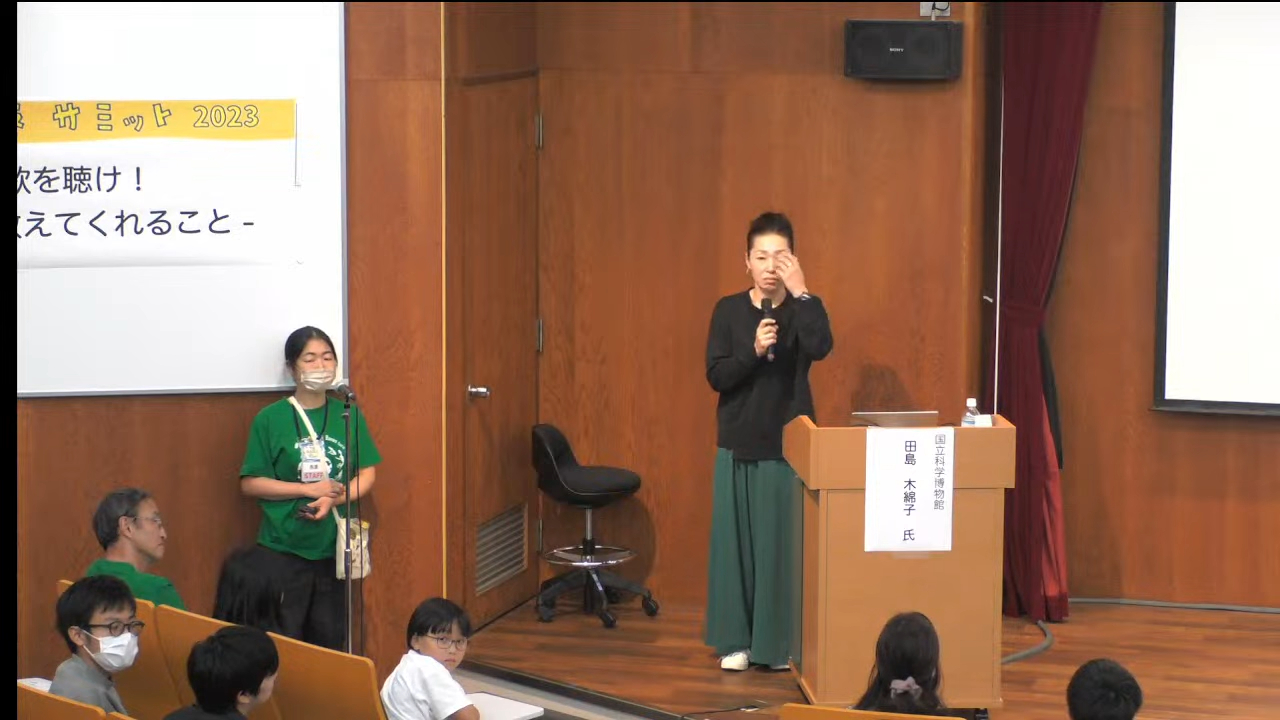 サミット 2023
歌を聴け！
教えてくれること -
SONY
国立科学博物館
田島 木綿子 氏
STAFF